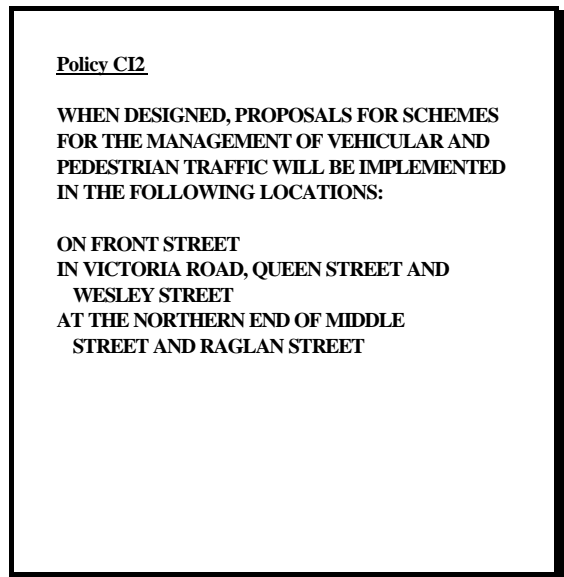 Policy CI2
WHEN DESIGNED, PROPOSALS FOR SCHEMES
FOR THE MANAGEMENT OF VEHICULAR AND
PEDESTRIAN TRAFFIC WILL BE IMPLEMENTED
IN THE FOLLOWING LOCATIONS:
ON FRONT STREET
IN VICTORIA ROAD, QUEEN STREET AND
WESLEY STREET
AT THE NORTHERN END OF MIDDLE
STREET AND RAGLAN STREET